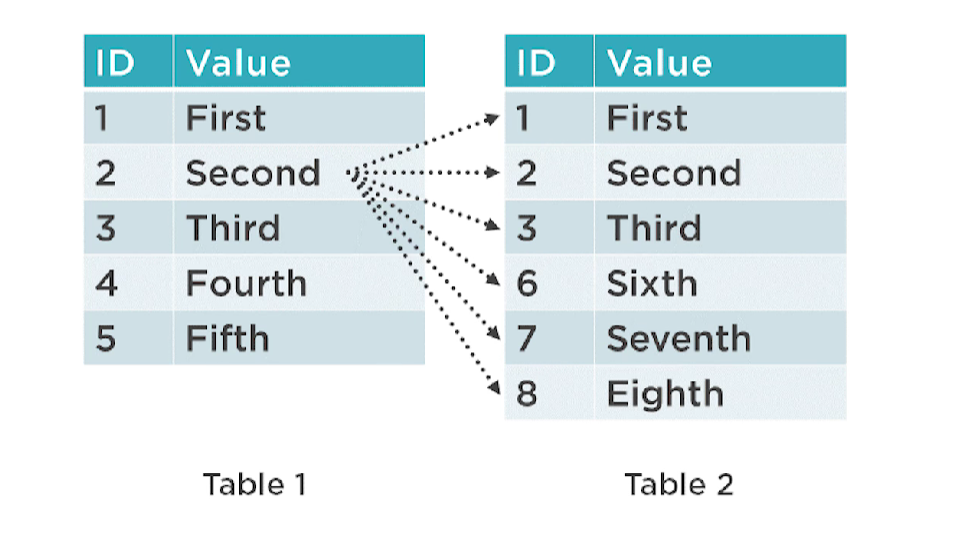 ID Value ID Value
1 First 1 First
2 Second 2 Second
3 Third 3 Third
4 Fourth 6 Sixth
5 Fifth 7 Seventh
8 Eighth
Table 1 Table 2